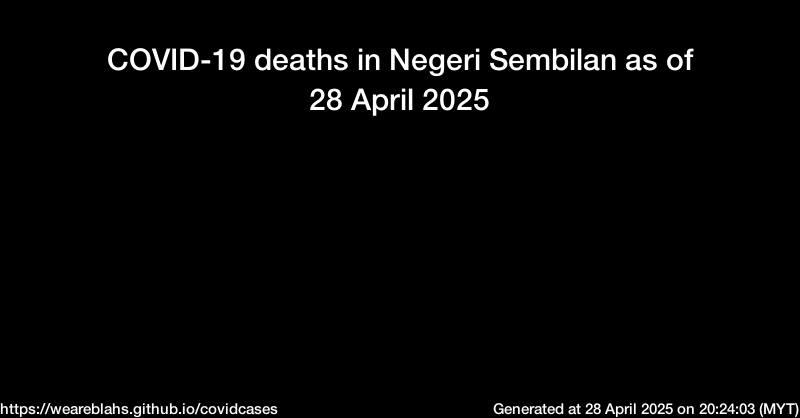 COVID-19 deaths in Negeri Sembilan as of
28 April 2025
https://weareblahs.github.io/covidcases
Generated at 28 April 2025 on 20:24:03 (MYT)